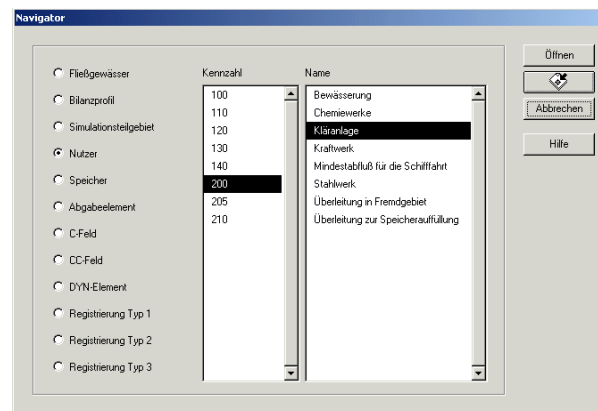 Navigator
Fließgewässer
Bilanzprofil
Simulationsteilgebiet
Nutzer
Speicher
Abgabeelement
C-Feld
CC-Feld
DYN-Element
Registrierung Typ 1
Registrierung Typ 2
Registrierung Typ 3
Kennzahl
100
110
120
130
140
200
205
210
Name
Bewässerung
Chemiewerke
Kläranlage
Kraftwerk
Mindestabfluß für die Schifffahrt
Stahlwerk
Überleitung in Fremdgebiet
Überleitung zur Speicherauffüllung
Öffnen
Abbrechen
Hilfe